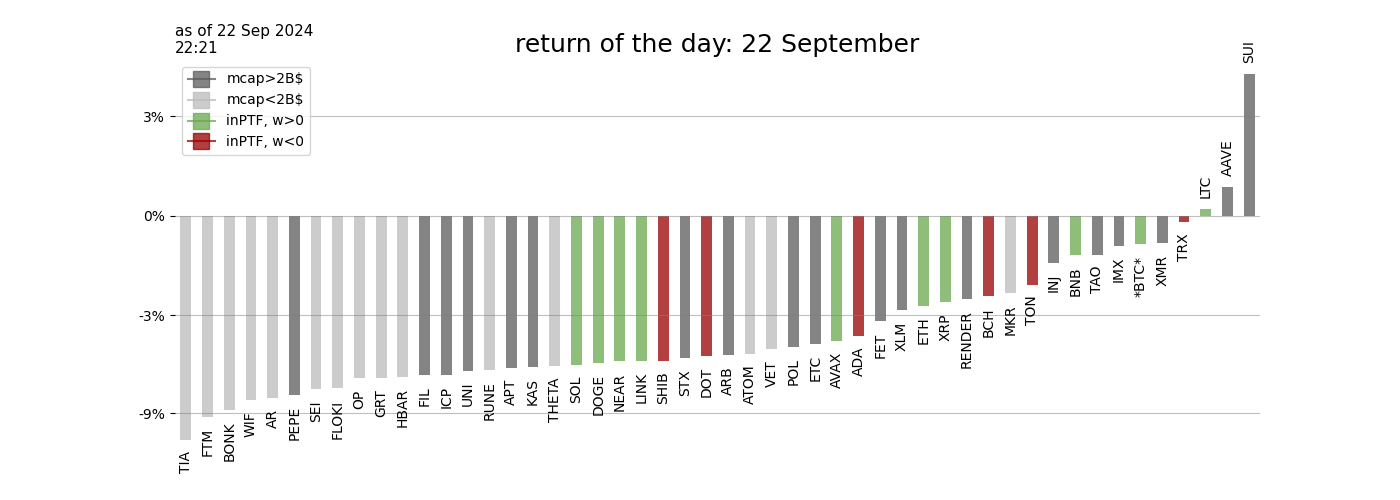 as of 22 Sep 2024
22:21
return of the day: 22 September
mcap>2B$
mcap<2B$
inPTF, w>0
inPTF, w<0
3%
0%
-3%
-9%
TIA
FTM
BONK
WIF
AR
PEPE
SEI
FLOKI
OP
GRT
HBAR
FIL
ICP
UNI
RUNE
APT
KAS
THETA
SOL
DOGE
NEAR
LINK
SHIB
STX
DOT
ARB
ATOM
VET
POL
ETC
AVAX
ADA
FET
XLM
ETH
XRP
RENDER
BCH
MKR
TON
INJ
BNB
TAO
IMX
*BTC*
XMR
TRX
LTC
AAVE
SUI